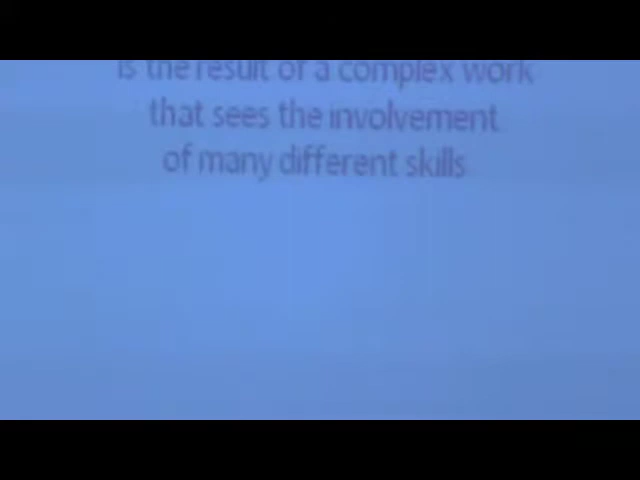 is the result of a complex work
that sees the involvement
of many different skills